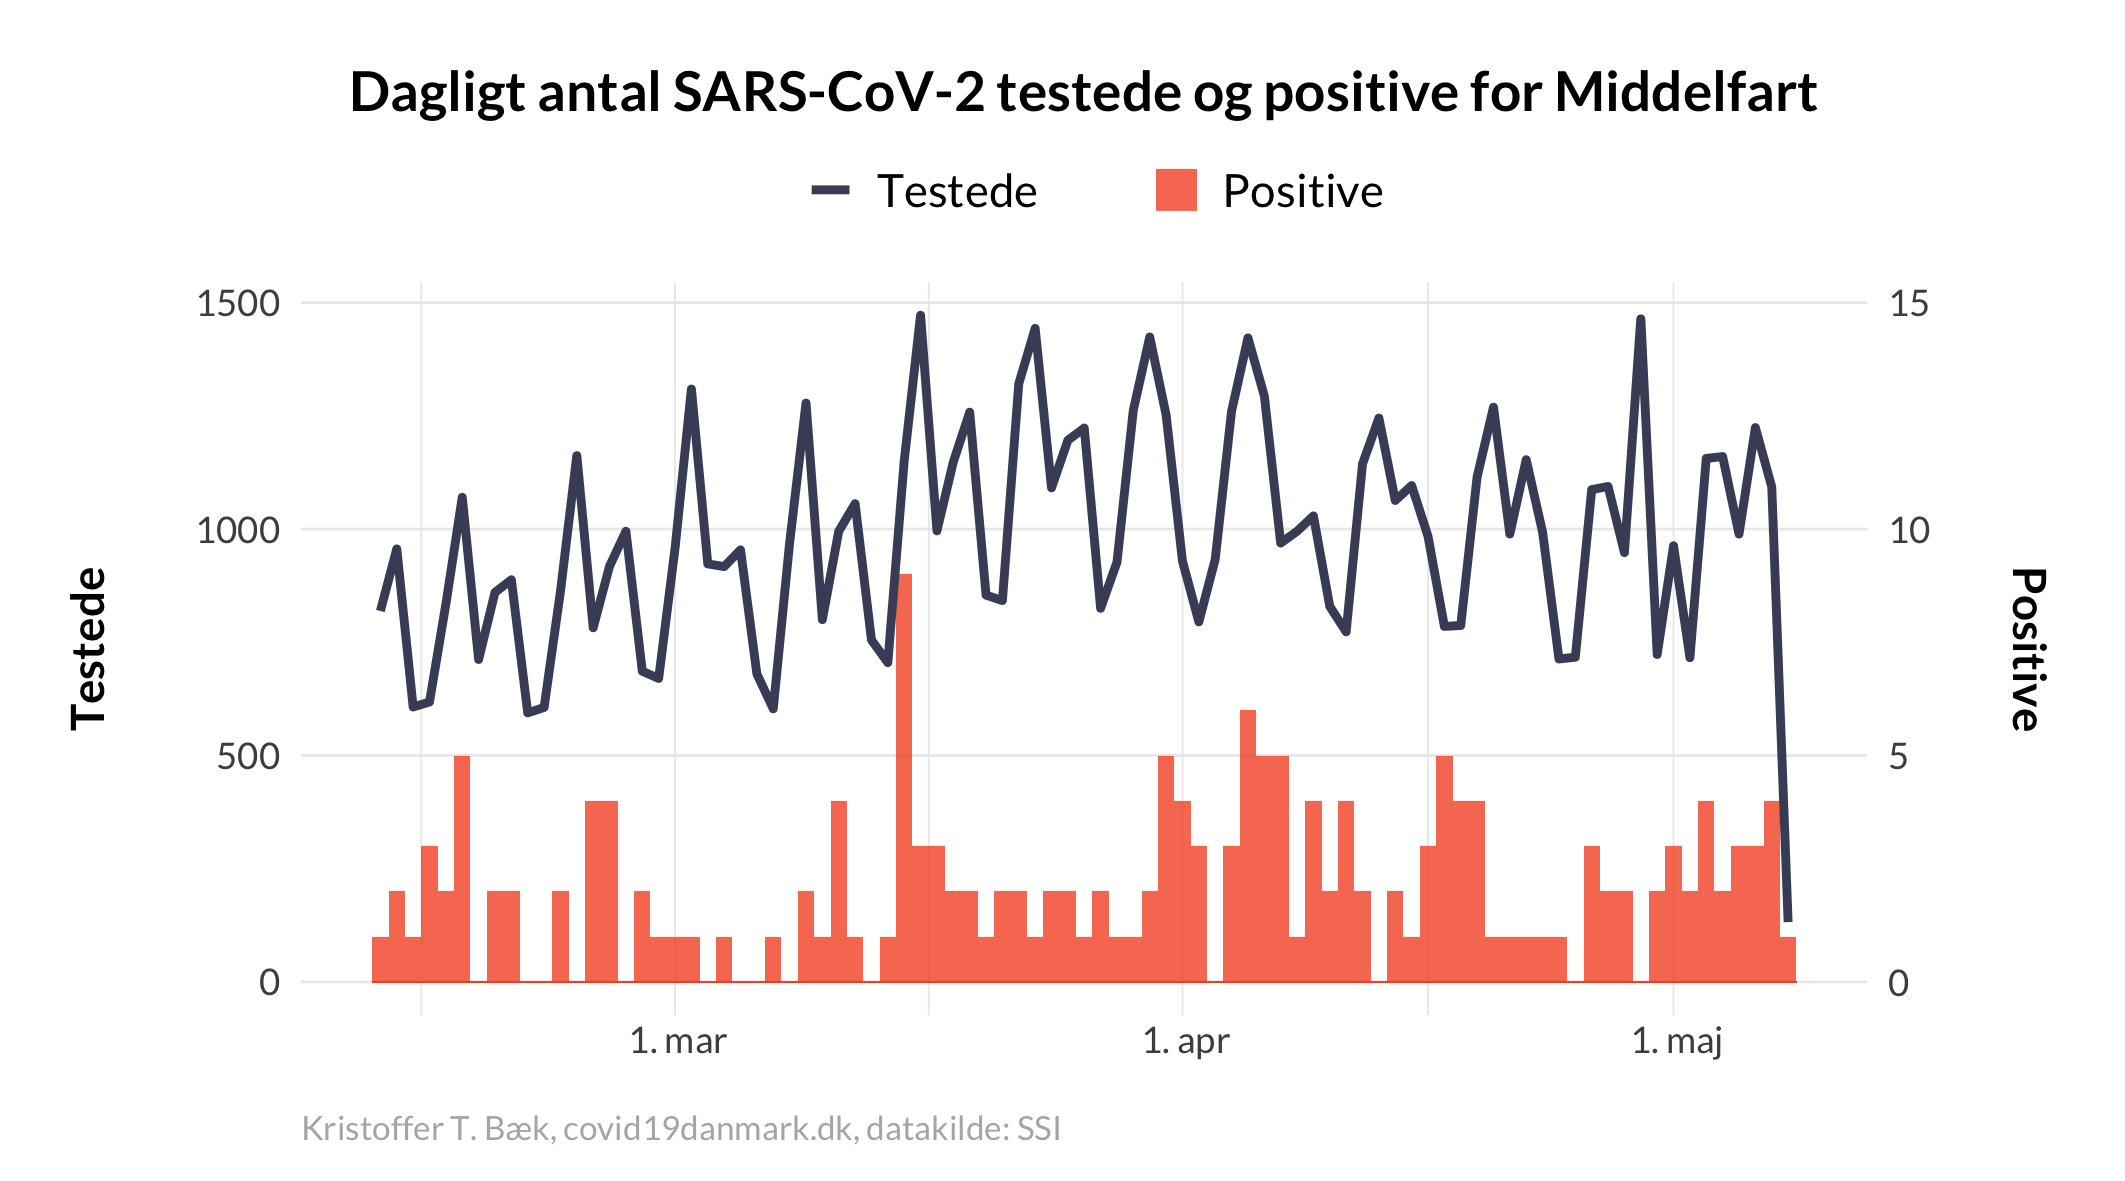 Dagligt antal SARS-CoV-2 testede og positive for Middelfart
Testede
Positive
1500
1000
500
0
Testede
15
10
5
0
Positive
1. mar
1. apr
1. maj
Kristoffer T. Bæk, covid19danmark.dk, datakilde: SSI